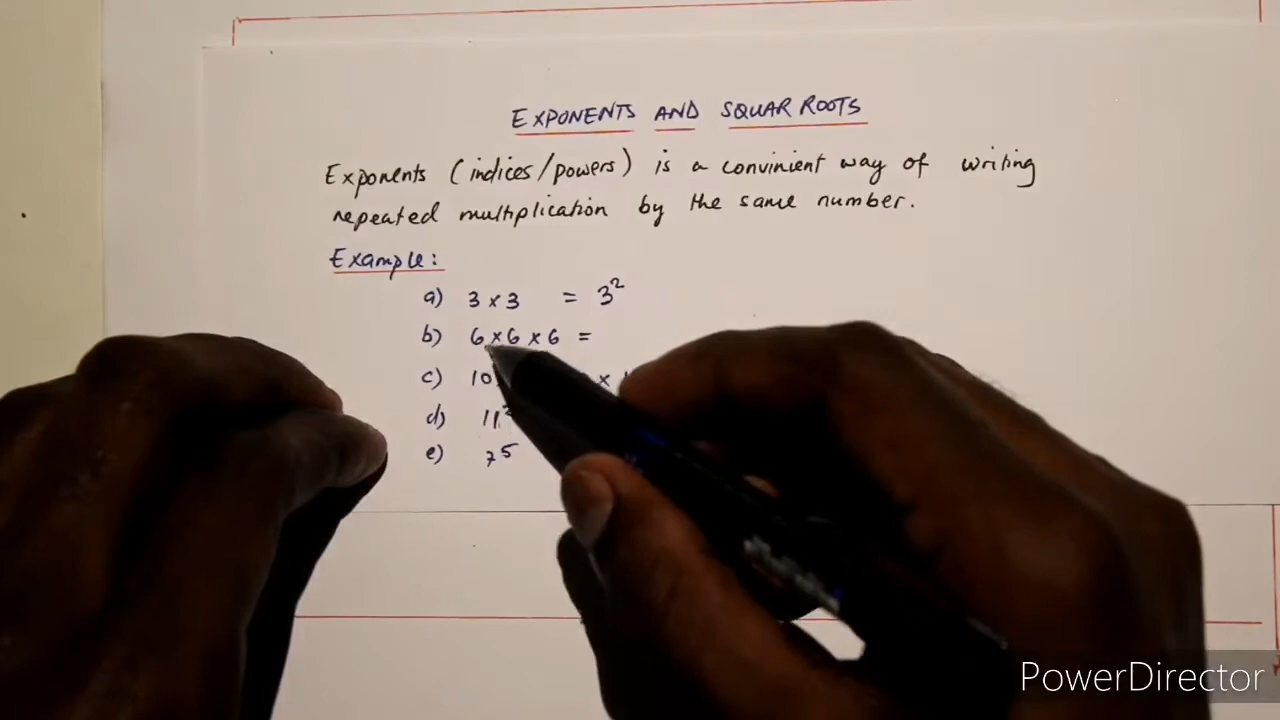 EXPONENTS AND SQUAR ROOTS
Exponents (indices/powers) is a convinient way of writing
repeated multiplication by the same number.
Example:
a) 3 × 3 = 3²
b) 6 × 6 × 6 =
c) 10 ×
d) 11
e) 7⁵
PowerDirector